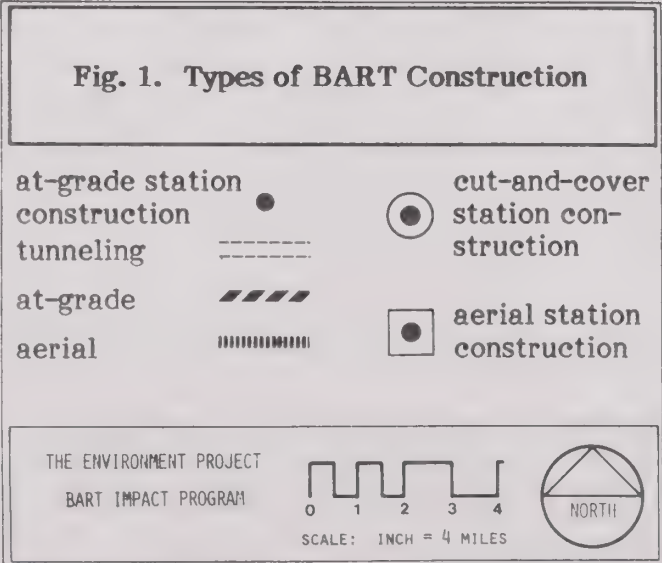 Fig. 1. Types of BART Construction
at-grade station
construction
tunneling
at-grade
aerial
cut-and-cover
station con-
struction
aerial station
construction
THE ENVIRONMENT PROJECT
BART IMPACT PROGRAM
0 1 2 3 4
SCALE: INCH = 4 MILES
NORTH